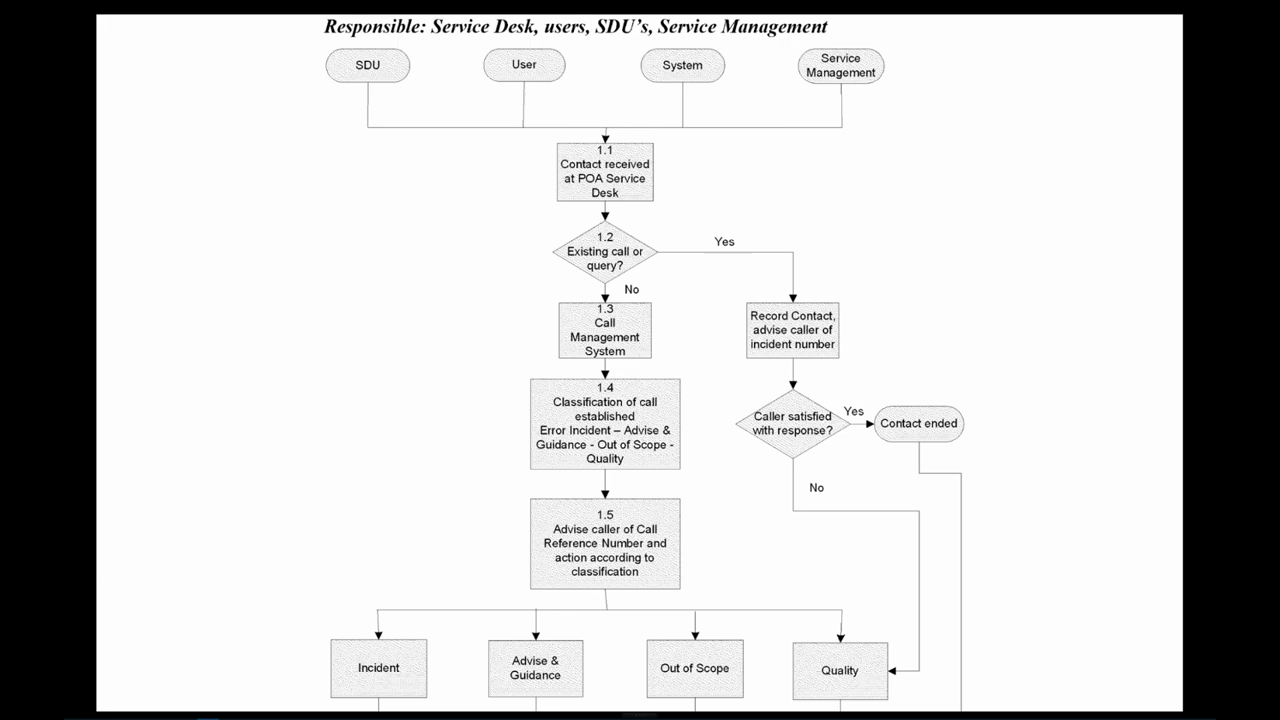 Responsible: Service Desk, users, SDU's, Service Management
SDU
User
System
Service
Management
1.1
Contact received
at POA Service
Desk
1.2
Existing call or
query?
Yes
No
1.3
Call
Management
System
Record Contact,
advise caller of
incident number
1.4
Classification of call
established
Error Incident – Advise &
Guidance - Out of Scope -
Quality
Caller satisfied
with response?
Yes
Contact ended
No
1.5
Advise caller of Call
Reference Number and
action according to
classification
Incident
Advise &
Guidance
Out of Scope
Quality